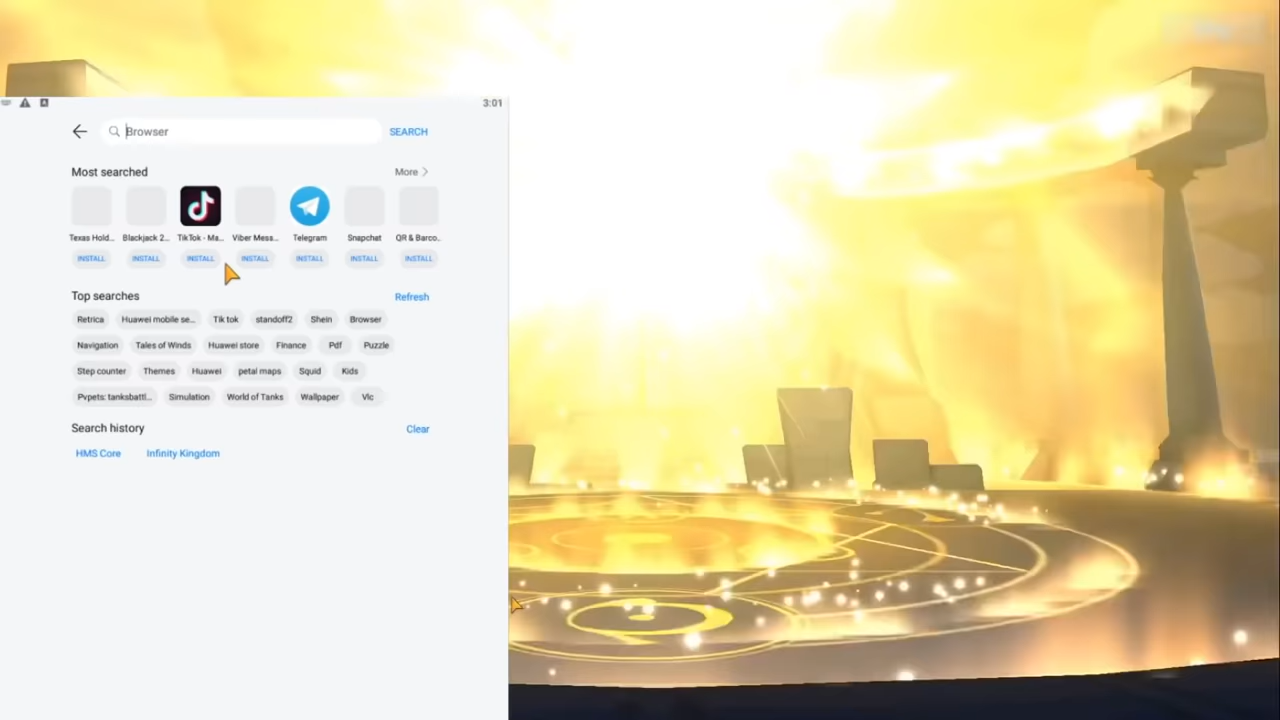 3:01
Browser SEARCH
Most searched More
Texas Hold... Blackjack 2... TikTok - Ma... Viber Mess... Telegram Snapchat QR & Barco..
INSTALL INSTALL INSTALL INSTALL INSTALL INSTALL INSTALL
Top searches Refresh
Retrica Huawei mobile se... Tik tok standoff2 Shein Browser
Navigation Tales of Winds Huawei store Finance Pdf Puzzle
Step counter Themes Huawei petal maps Squid Kids
Pvpets: tanksbattl... Simulation World of Tanks Wallpaper Vlc
Search history Clear
HMS Core Infinity Kingdom